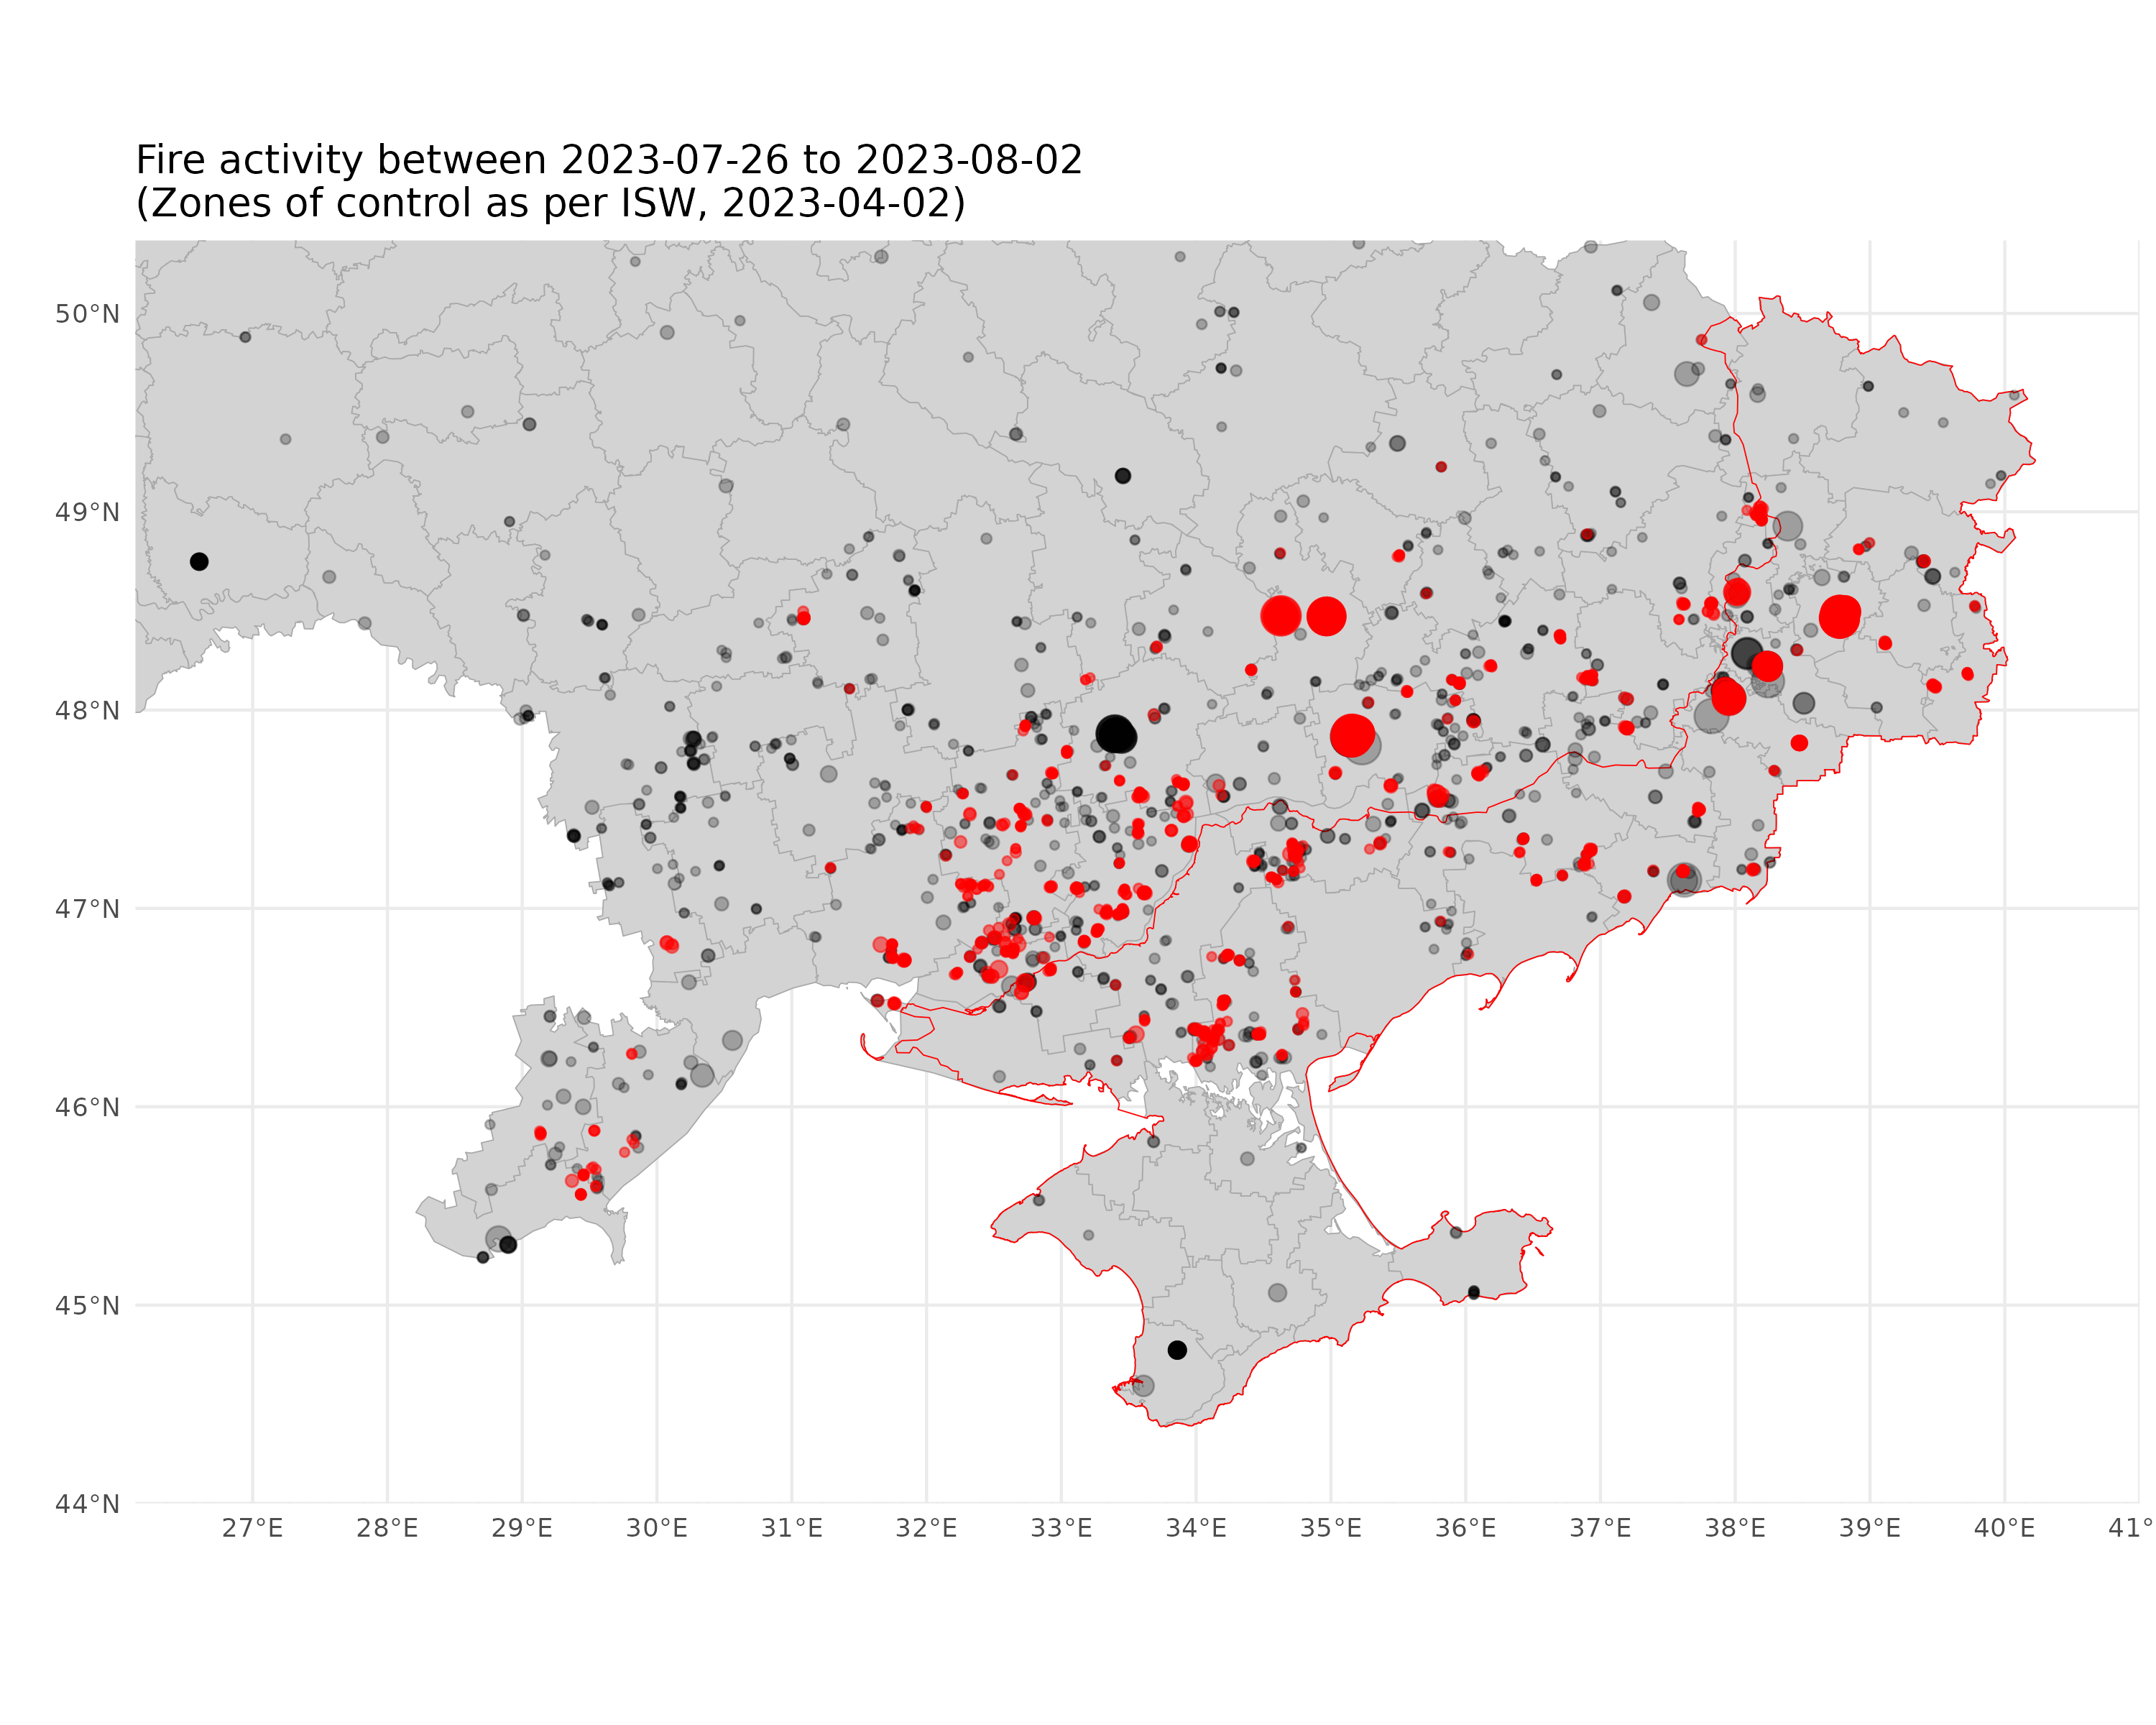 Fire activity between 2023-07-26 to 2023-08-02
(Zones of control as per ISW, 2023-04-02)
50°N
49°N
48°N
47°N
46°N
45°N
44°N
27°E 28°E 29°E 30°E 31°E 32°E 33°E 34°E 35°E 36°E 37°E 38°E 39°E 40°E 41°